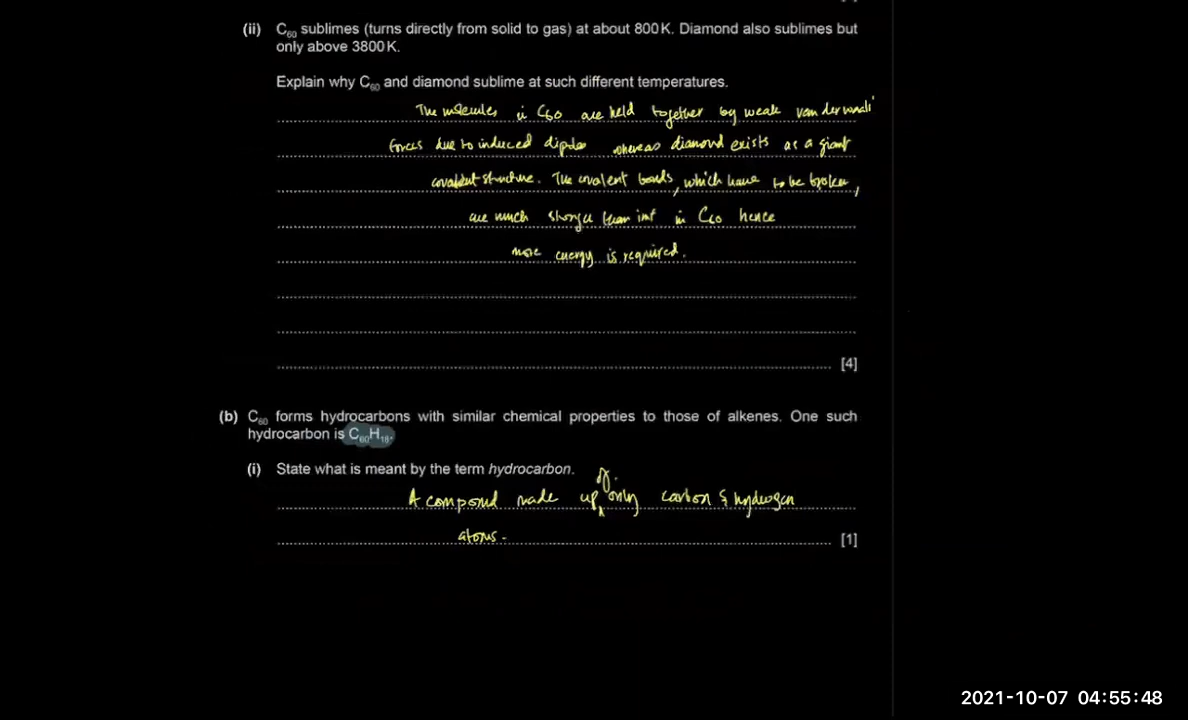 (ii) C60 sublimes (turns directly from solid to gas) at about 800 K. Diamond also sublimes but
only above 3800 K.
Explain why C60 and diamond sublime at such different temperatures.
The molecules in C60 are held together by weak van der waals'
forces due to induced dipoles whereas diamond exists as a giant
covalent structure. The covalent bonds, which have to be broken,
are much stronger than imf in C60 hence
more energy is required.
[4]
(b) C60 forms hydrocarbons with similar chemical properties to those of alkenes. One such
hydrocarbon is C60H18.
(i) State what is meant by the term hydrocarbon.
A compound made up of only carbon & hydrogen
atoms.
[1]
2021-10-07 04:55:48